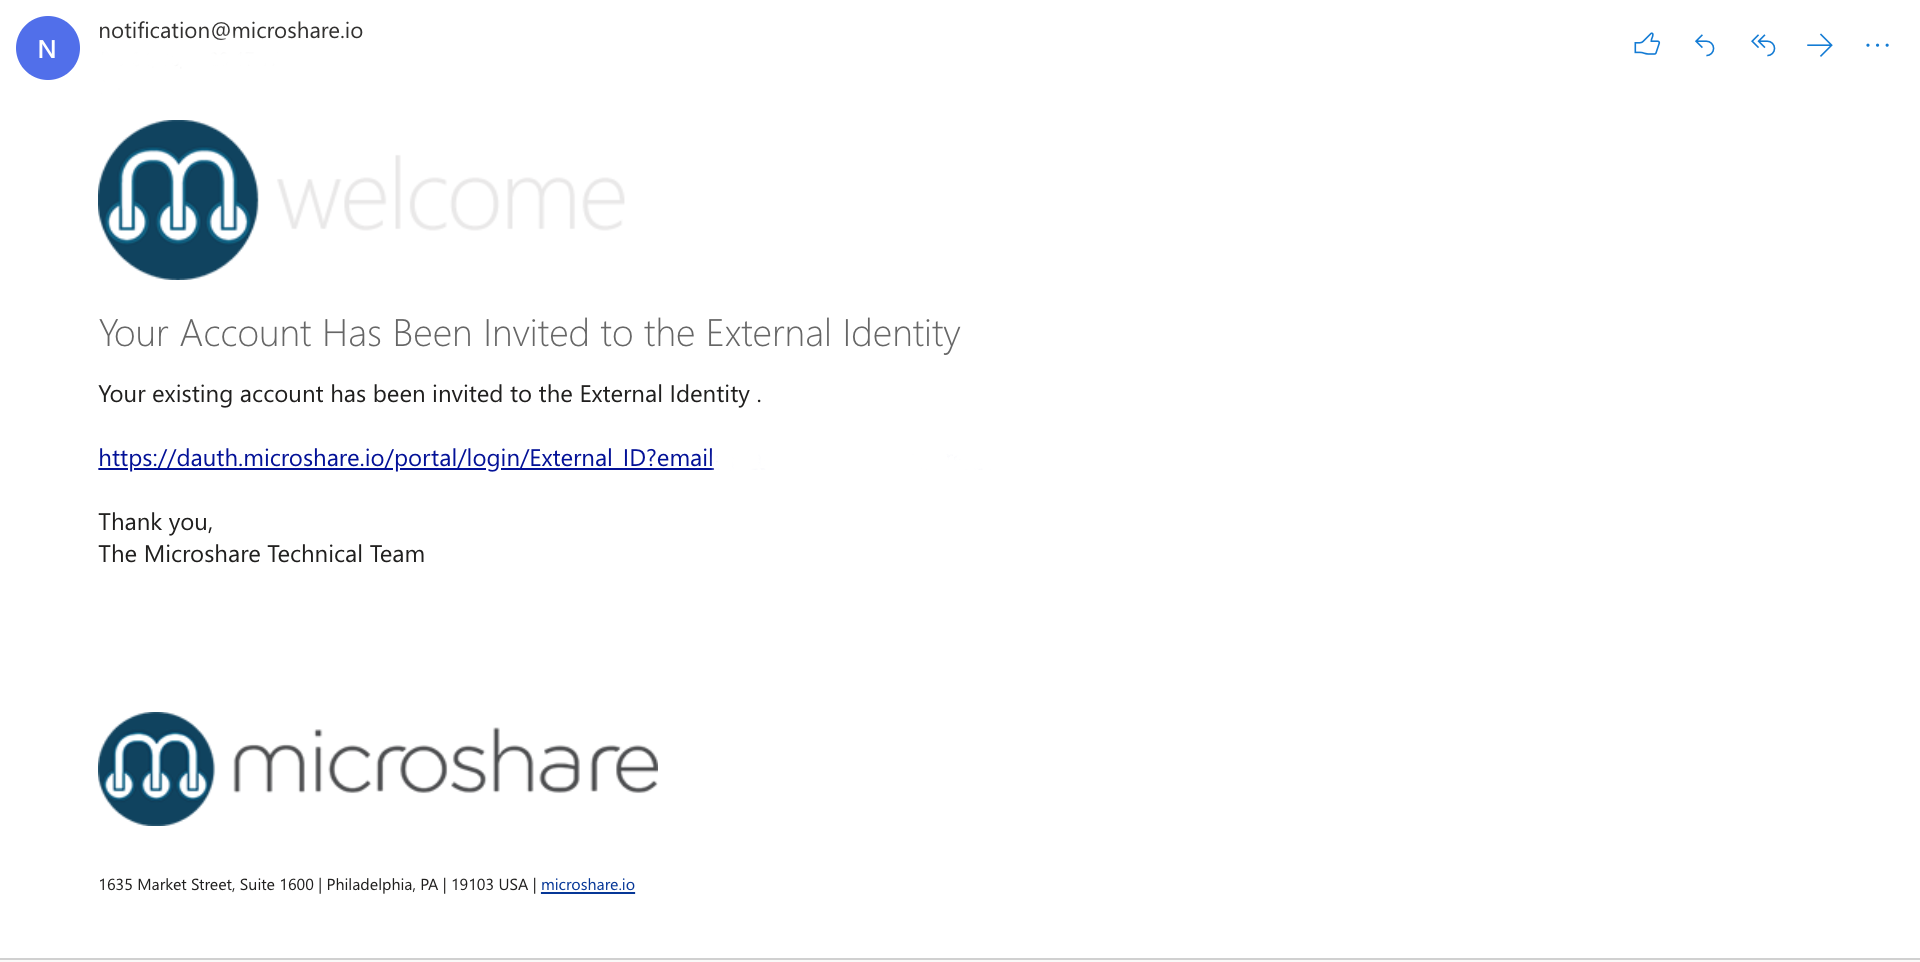 N
notification@microshare.io
welcome
Your Account Has Been Invited to the External Identity
Your existing account has been invited to the External Identity .
https://dauth.microshare.io/portal/login/External_ID?email
Thank you,
The Microshare Technical Team
microshare
1635 Market Street, Suite 1600 | Philadelphia, PA | 19103 USA | microshare.io